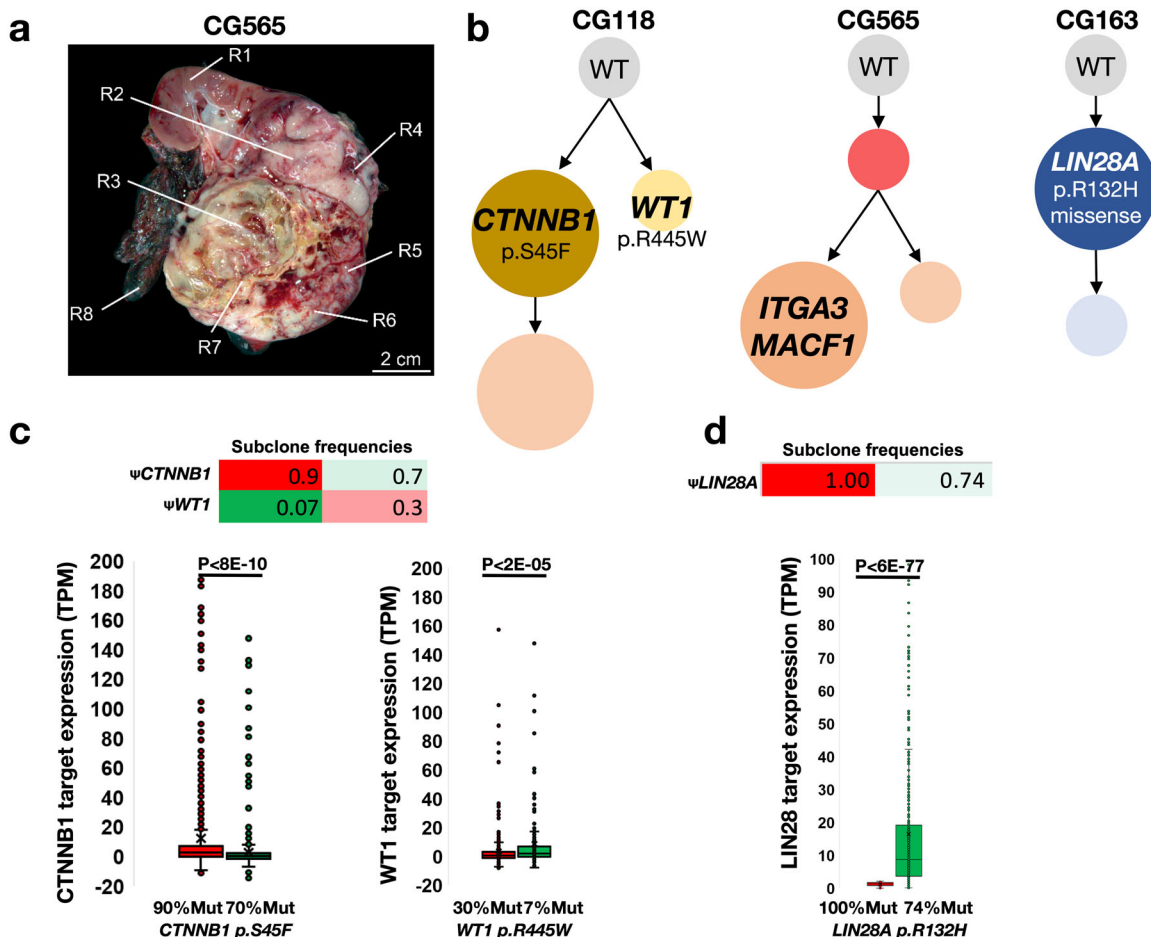 a
CG565
R1
R2
R3
R4
R5
R6
R7
R8
2 cm
b
CG118
WT
CTNNB1
p.S45F
WT1
p.R445W
CG565
WT
ITGA3
MACF1
CG163
WT
LIN28A
p.R132H
missense
c
Subclone frequencies
ψCTNNB1 0.9 0.7
ψWT1 0.07 0.3
CTNNB1 target expression (TPM)
200
180
160
140
120
100
80
60
40
20
0
-20
P<8E-10
90%Mut 70%Mut
CTNNB1 p.S45F
WT1 target expression (TPM)
200
180
160
140
120
100
80
60
40
20
0
-20
P<2E-05
30%Mut 7%Mut
WT1 p.R445W
d
Subclone frequencies
ψLIN28A 1.00 0.74
LIN28 target expression (TPM)
100
90
80
70
60
50
40
30
20
10
0
P<6E-77
100%Mut 74%Mut
LIN28A p.R132H